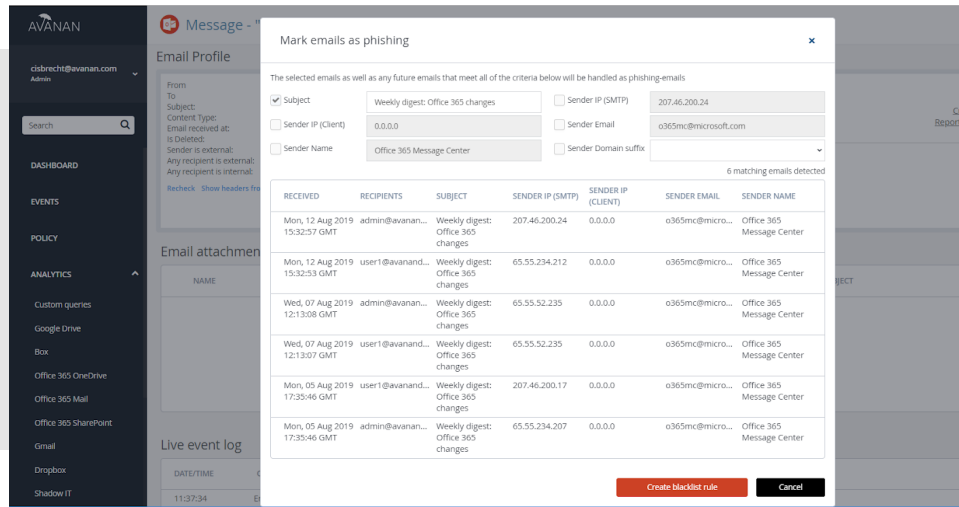 AVANAN
cisbrecht@avanan.com
Admin
Search
DASHBOARD
EVENTS
POLICY
ANALYTICS
Custom queries
Google Drive
Box
Office 365 OneDrive
Office 365 Mail
Office 365 SharePoint
Gmail
Dropbox
Shadow IT
Message - "
Email Profile
From
To
Subject:
Content Type:
Email received at:
Is Deleted:
Sender is external:
Any recipient is external:
Any recipient is internal:
Recheck Show headers fro
Email attachmen
NAME
Live event log
DATE/TIME
11:37:34
Mark emails as phishing
×
The selected emails as well as any future emails that meet all of the criteria below will be handled as phishing-emails
Subject Weekly digest: Office 365 changes Sender IP (SMTP) 207.46.200.24
Sender IP (Client) 0.0.0.0 Sender Email o365mc@microsoft.com
Sender Name Office 365 Message Center Sender Domain suffix
6 matching emails detected
RECEIVED RECIPIENTS SUBJECT SENDER IP (SMTP) SENDER IP (CLIENT) SENDER EMAIL SENDER NAME
Mon, 12 Aug 2019 admin@avanan... Weekly digest: 207.46.200.24 0.0.0.0 o365mc@micro... Office 365
15:32:57 GMT Office 365 Message Center
changes
Mon, 12 Aug 2019 user1@avanand... Weekly digest: 65.55.234.212 0.0.0.0 o365mc@micro... Office 365
15:32:53 GMT Office 365 Message Center
changes
Wed, 07 Aug 2019 admin@avanan... Weekly digest: 65.55.52.235 0.0.0.0 o365mc@micro... Office 365
12:13:08 GMT Office 365 Message Center
changes
Wed, 07 Aug 2019 user1@avanand... Weekly digest: 65.55.52.235 0.0.0.0 o365mc@micro... Office 365
12:13:07 GMT Office 365 Message Center
changes
Mon, 05 Aug 2019 user1@avanand... Weekly digest: 207.46.200.17 0.0.0.0 o365mc@micro... Office 365
17:35:46 GMT Office 365 Message Center
changes
Mon, 05 Aug 2019 admin@avanan... Weekly digest: 65.55.234.207 0.0.0.0 o365mc@micro... Office 365
17:35:46 GMT Office 365 Message Center
changes
Create blacklist rule Cancel
Repor
JECT